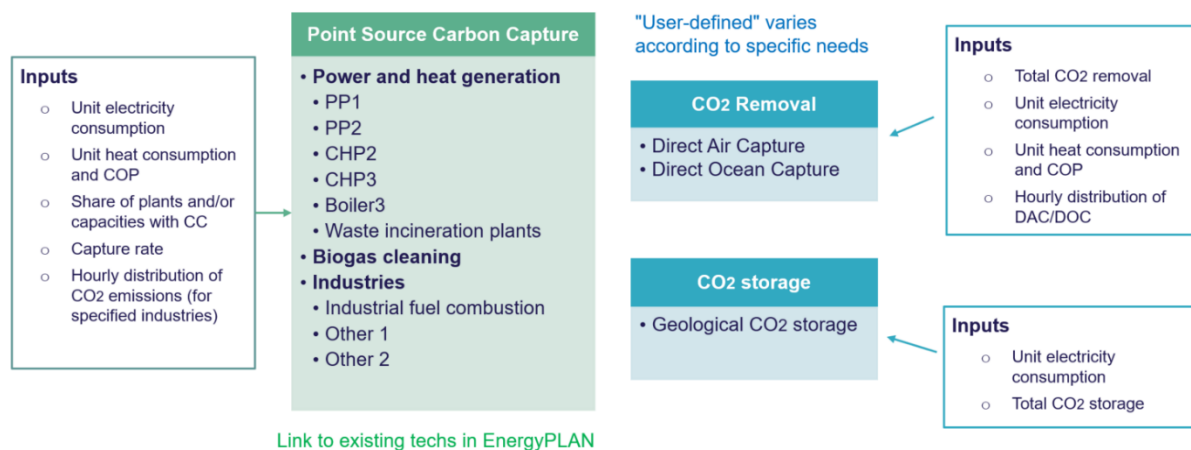 Inputs
o Unit electricity
consumption
o Unit heat consumption
and COP
o Share of plants and/or
capacities with CC
o Capture rate
o Hourly distribution of
CO2 emissions (for
specified industries)
Point Source Carbon Capture
• Power and heat generation
• PP1
• PP2
• CHP2
• CHP3
• Boiler3
• Waste incineration plants
• Biogas cleaning
• Industries
• Industrial fuel combustion
• Other 1
• Other 2
Link to existing techs in EnergyPLAN
"User-defined" varies
according to specific needs
CO2 Removal
• Direct Air Capture
• Direct Ocean Capture
CO2 storage
• Geological CO2 storage
Inputs
o Total CO2 removal
o Unit electricity
consumption
o Unit heat consumption
and COP
o Hourly distribution of
DAC/DOC
Inputs
o Unit electricity
consumption
o Total CO2 storage